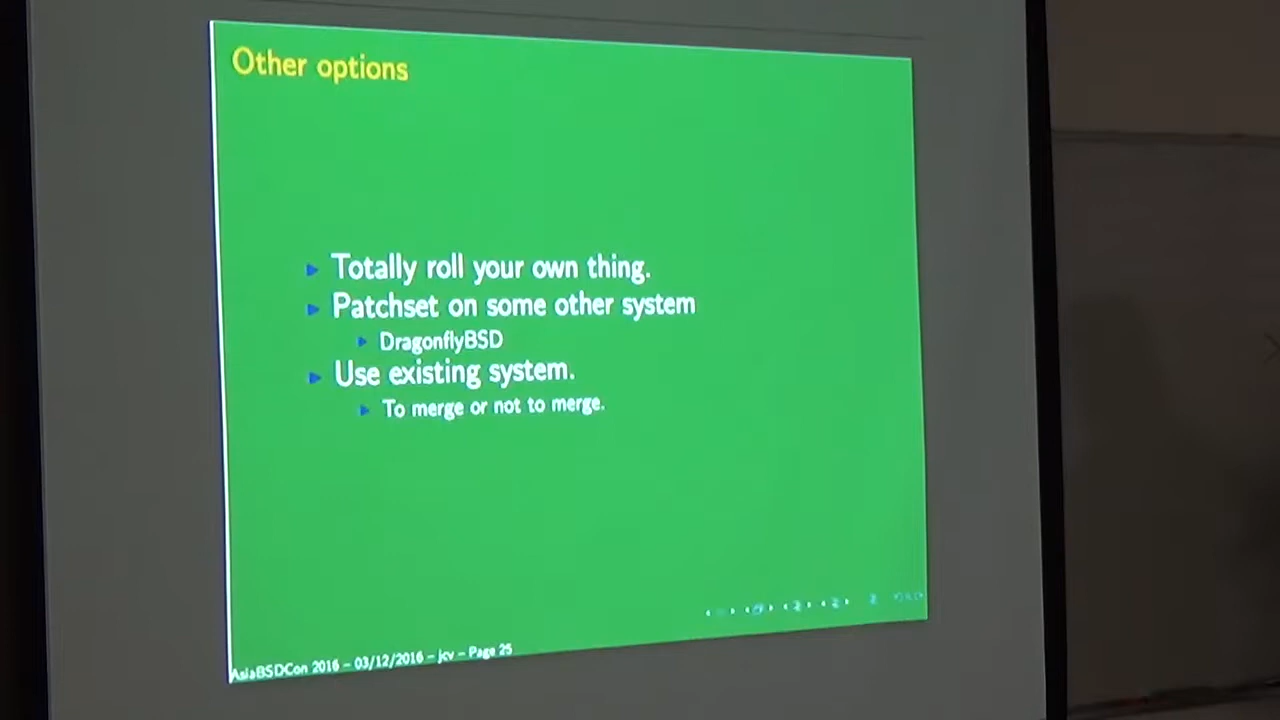 Other options
Totally roll your own thing.
Patchset on some other system
DragonflyBSD
Use existing system.
To merge or not to merge.
AsiaBSDCon 2016 – 03/12/2016 – jcv – Page 25